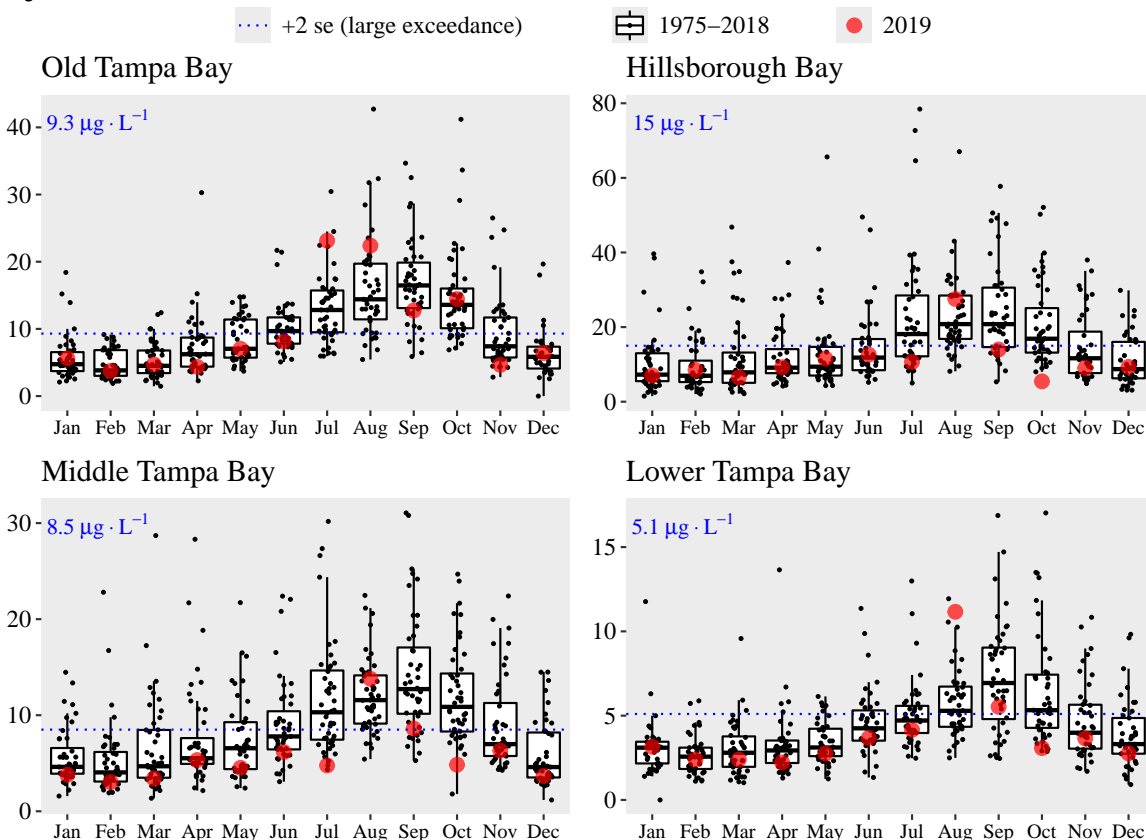 +2 se (large exceedance) 1975–2018 2019
Old Tampa Bay
9.3 μg · L⁻¹
40
30
20
10
0
Jan Feb Mar Apr May Jun Jul Aug Sep Oct Nov Dec
Hillsborough Bay
15 μg · L⁻¹
80
60
40
20
0
Jan Feb Mar Apr May Jun Jul Aug Sep Oct Nov Dec
Middle Tampa Bay
8.5 μg · L⁻¹
30
20
10
0
Jan Feb Mar Apr May Jun Jul Aug Sep Oct Nov Dec
Lower Tampa Bay
5.1 μg · L⁻¹
15
10
5
0
Jan Feb Mar Apr May Jun Jul Aug Sep Oct Nov Dec